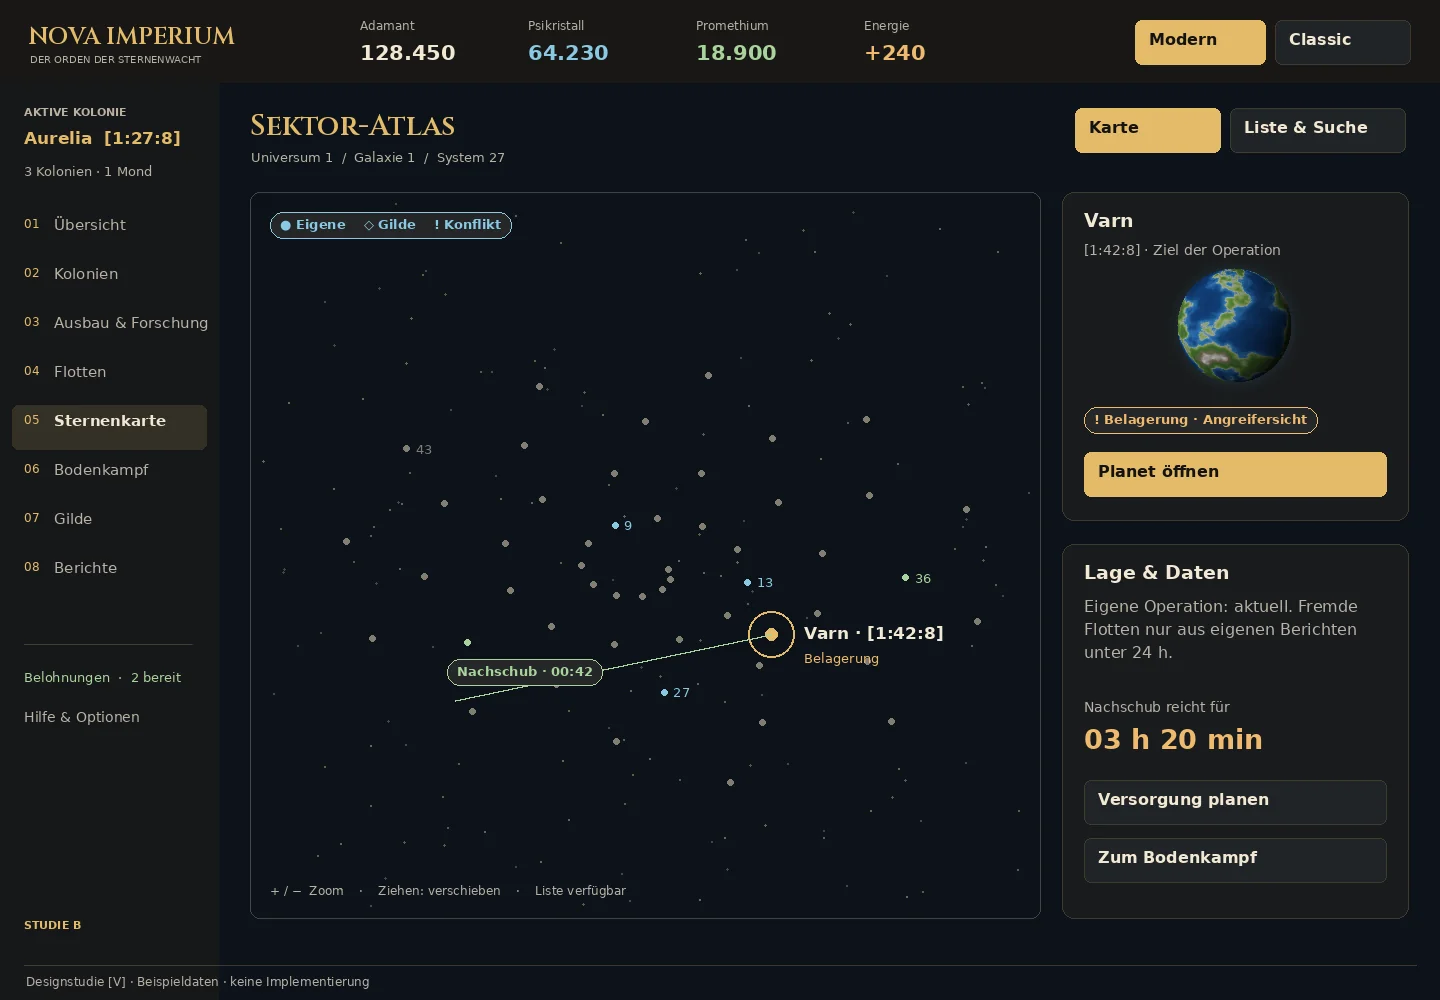 NOVA IMPERIUM
DER ORDEN DER STERNENWACHT
Adamant
128.450
Psikristall
64.230
Promethium
18.900
Energie
+240
Modern
Classic
AKTIVE KOLONIE
Aurelia [1:27:8]
3 Kolonien · 1 Mond
01 Übersicht
02 Kolonien
03 Ausbau & Forschung
04 Flotten
05 Sternenkarte
06 Bodenkampf
07 Gilde
08 Berichte
Belohnungen · 2 bereit
Hilfe & Optionen
STUDIE B
Sektor-Atlas
Universum 1 / Galaxie 1 / System 27
Karte
Liste & Suche
● Eigene ◇ Gilde ! Konflikt
43
9
13
36
Varn · [1:42:8]
Belagerung
Nachschub · 00:42
27
+ / − Zoom · Ziehen: verschieben · Liste verfügbar
Varn
[1:42:8] · Ziel der Operation
! Belagerung · Angreifersicht
Planet öffnen
Lage & Daten
Eigene Operation: aktuell. Fremde
Flotten nur aus eigenen Berichten
unter 24 h.
Nachschub reicht für
03 h 20 min
Versorgung planen
Zum Bodenkampf
Designstudie [V] · Beispieldaten · keine Implementierung